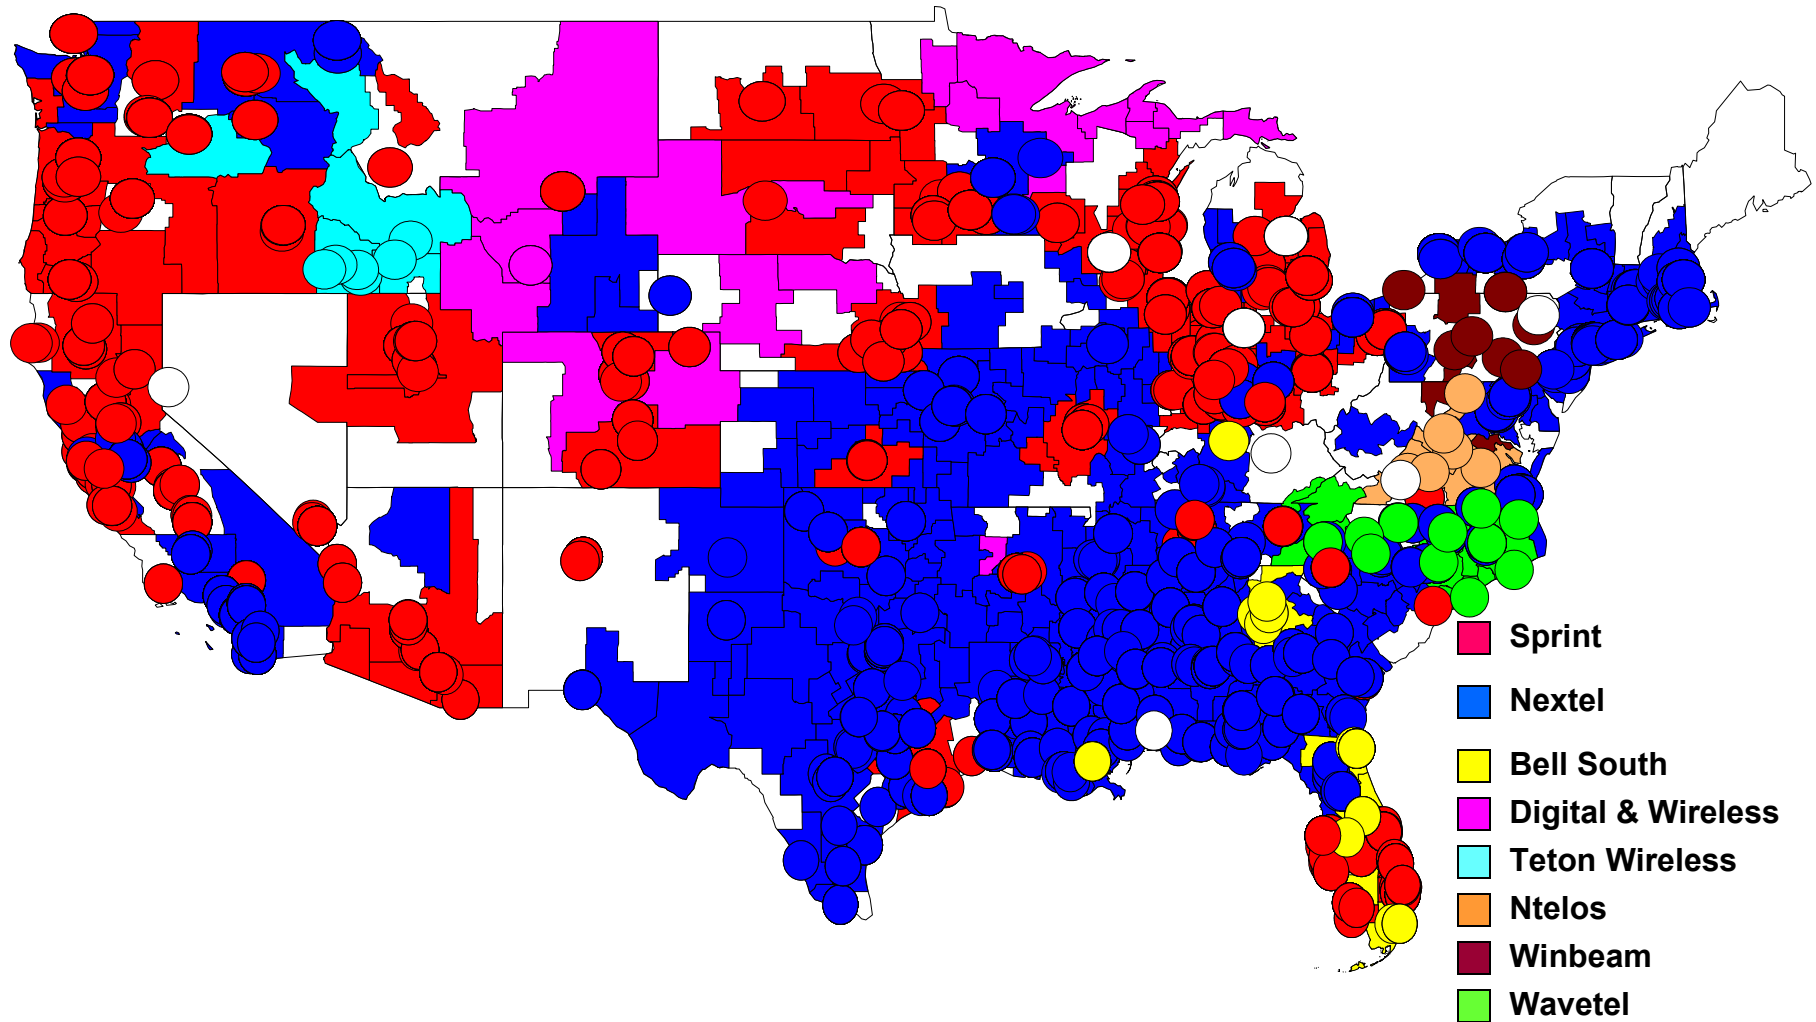 Sprint
Nextel
Bell South
Digital & Wireless
Teton Wireless
Ntelos
Winbeam
Wavetel